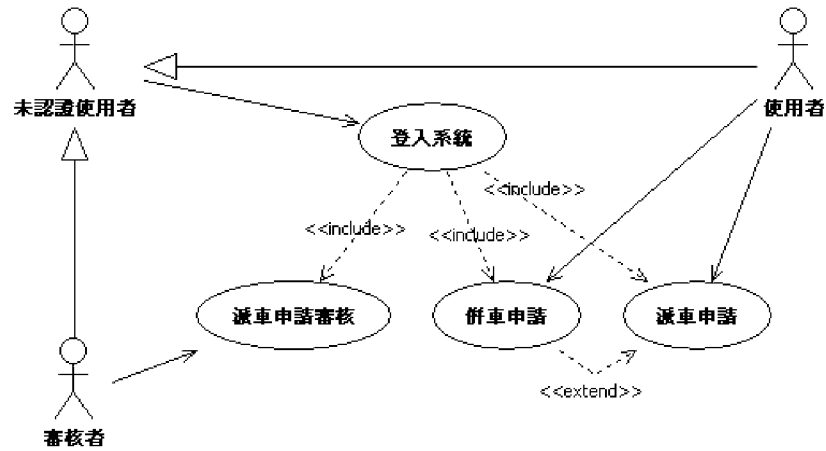 未認證使用者
使用者
登入系統
<<include>>
<<include>>
<<include>>
派車申請審核
併車申請
派車申請
<<extend>>
審核者